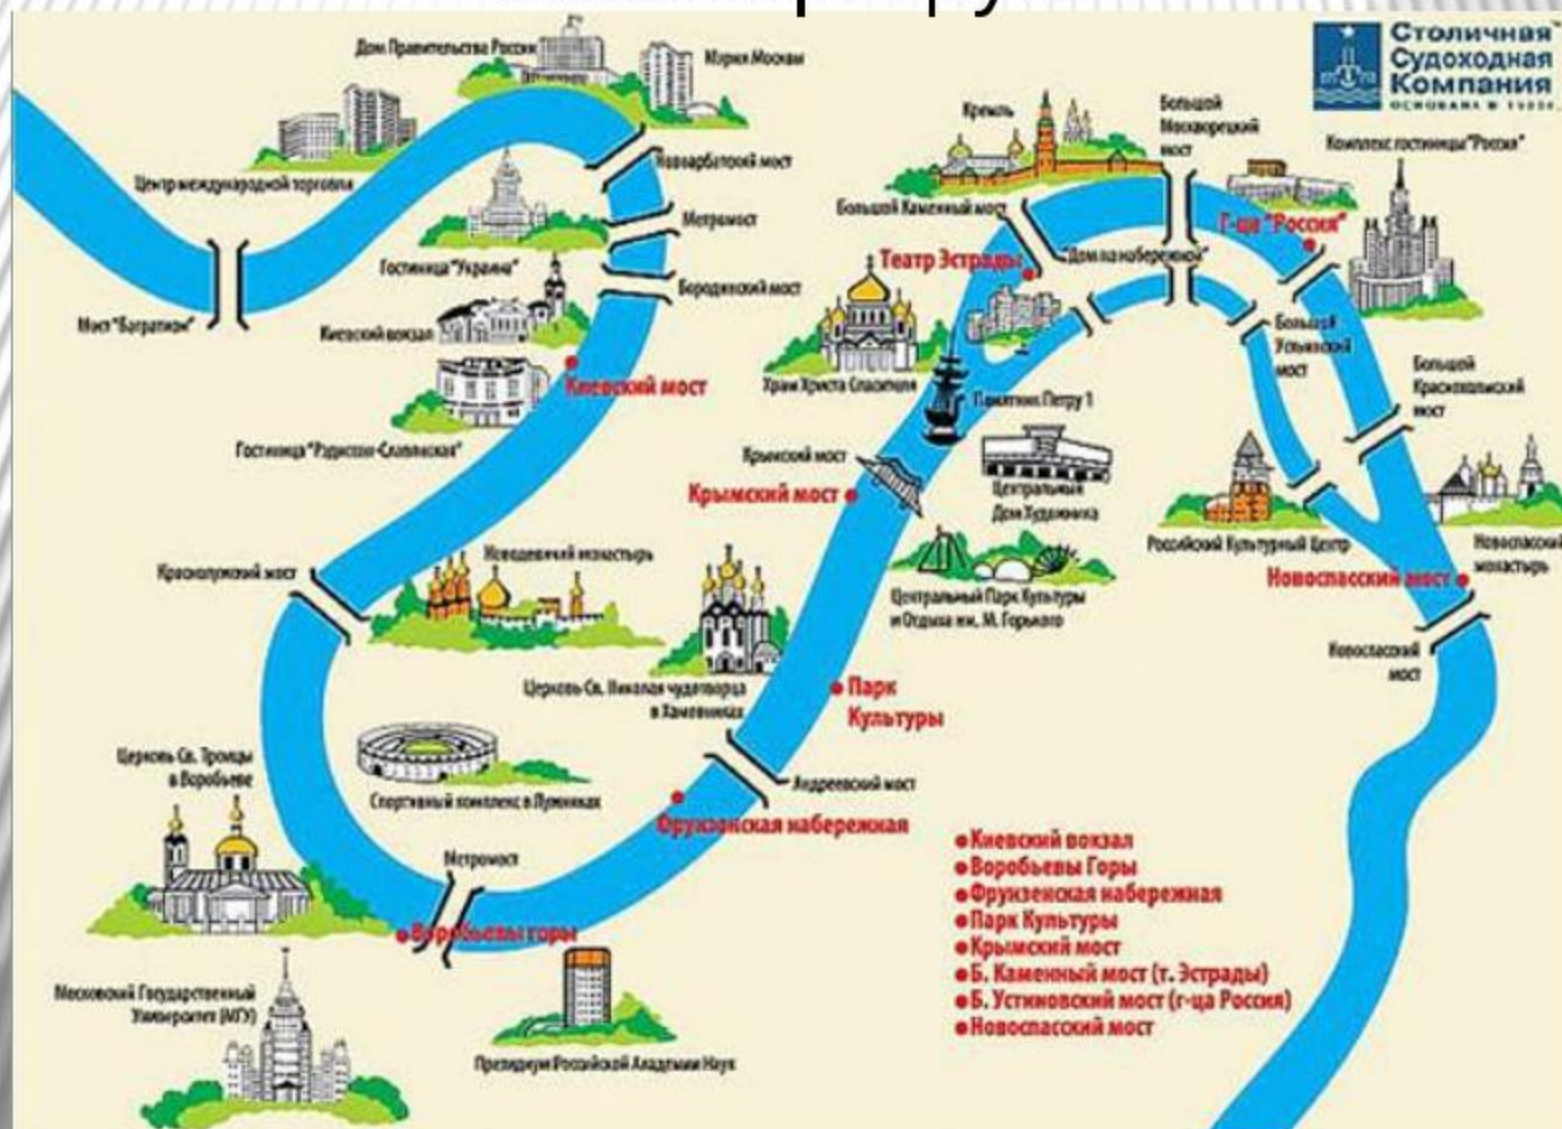 Дом Правительства России
Мэрия Москвы
Столичная
Судоходная
Компания
Кремль
Большой
Москворецкий
мост
Комплекс гостиницы "Россия"
Новоарбатский мост
Центр международной торговли
Большой Каменный мост
Метромост
Г-ца "Россия"
Театр Эстрады
"Дом на набережной"
Гостиница "Украина"
Бородинский мост
Мост "Багратион"
Киевский вокзал
Большой
Устьинский
мост
Большой
Краснохолмский
мост
Киевский мост
Храм Христа Спасителя
Памятник Петру 1
Гостиница "Рэдиссон-Славянская"
Крымский мост
Крымский мост
Центральный
Дом Художника
Российский Культурный Центр
Новоспасский
монастырь
Новодевичий монастырь
Краснолужский мост
Новоспасский мост
Центральный Парк Культуры
и Отдыха им. М. Горького
Новоспасский
мост
Церковь Св. Николая чудотворца
в Хамовниках
Парк
Культуры
Церковь Св. Троицы
в Воробьеве
Андреевский мост
Спортивный комплекс в Лужниках
Фрунзенская набережная
Метромост
Воробьевы горы
Киевский вокзал
Воробьевы Горы
Фрунзенская набережная
Парк Культуры
Крымский мост
Б. Каменный мост (т. Эстрады)
Б. Устиновский мост (г-ца Россия)
Новоспасский мост
Московский Государственный
Университет (МГУ)
Президиум Российской Академии Наук